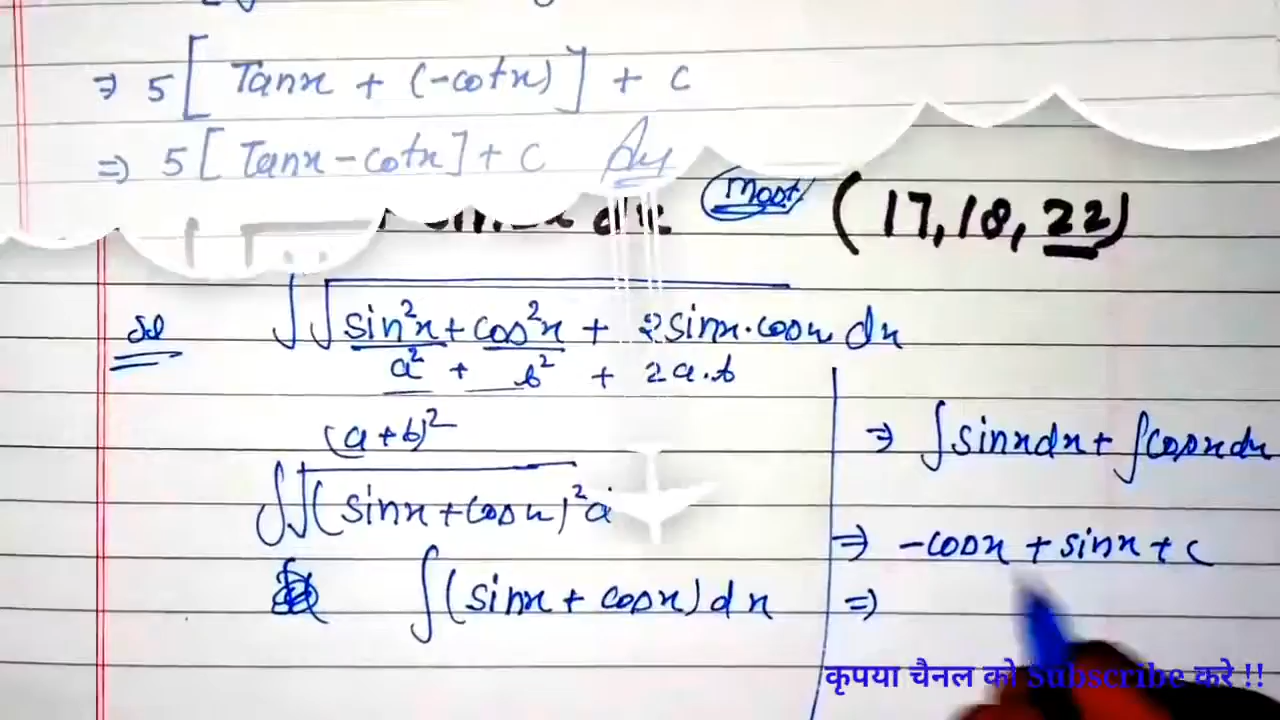 ⇒ 5 [ Tanx + (-cotx) ] + c
⇒ 5 [ Tanx - cotx ] + c Ans
dx Most (17, 18, 22)
Sol ∫√sin²x + cos²x + 2sinx·cosx dx
a² + b² + 2a.b
(a+b)²
∫√(sinx + cosx)² d
∫(sinx + cosx) dx
⇒ ∫sinxdx + ∫cosxdx
⇒ -cosx + sinx + c
⇒
कृपया चैनल को Subscribe करे !!